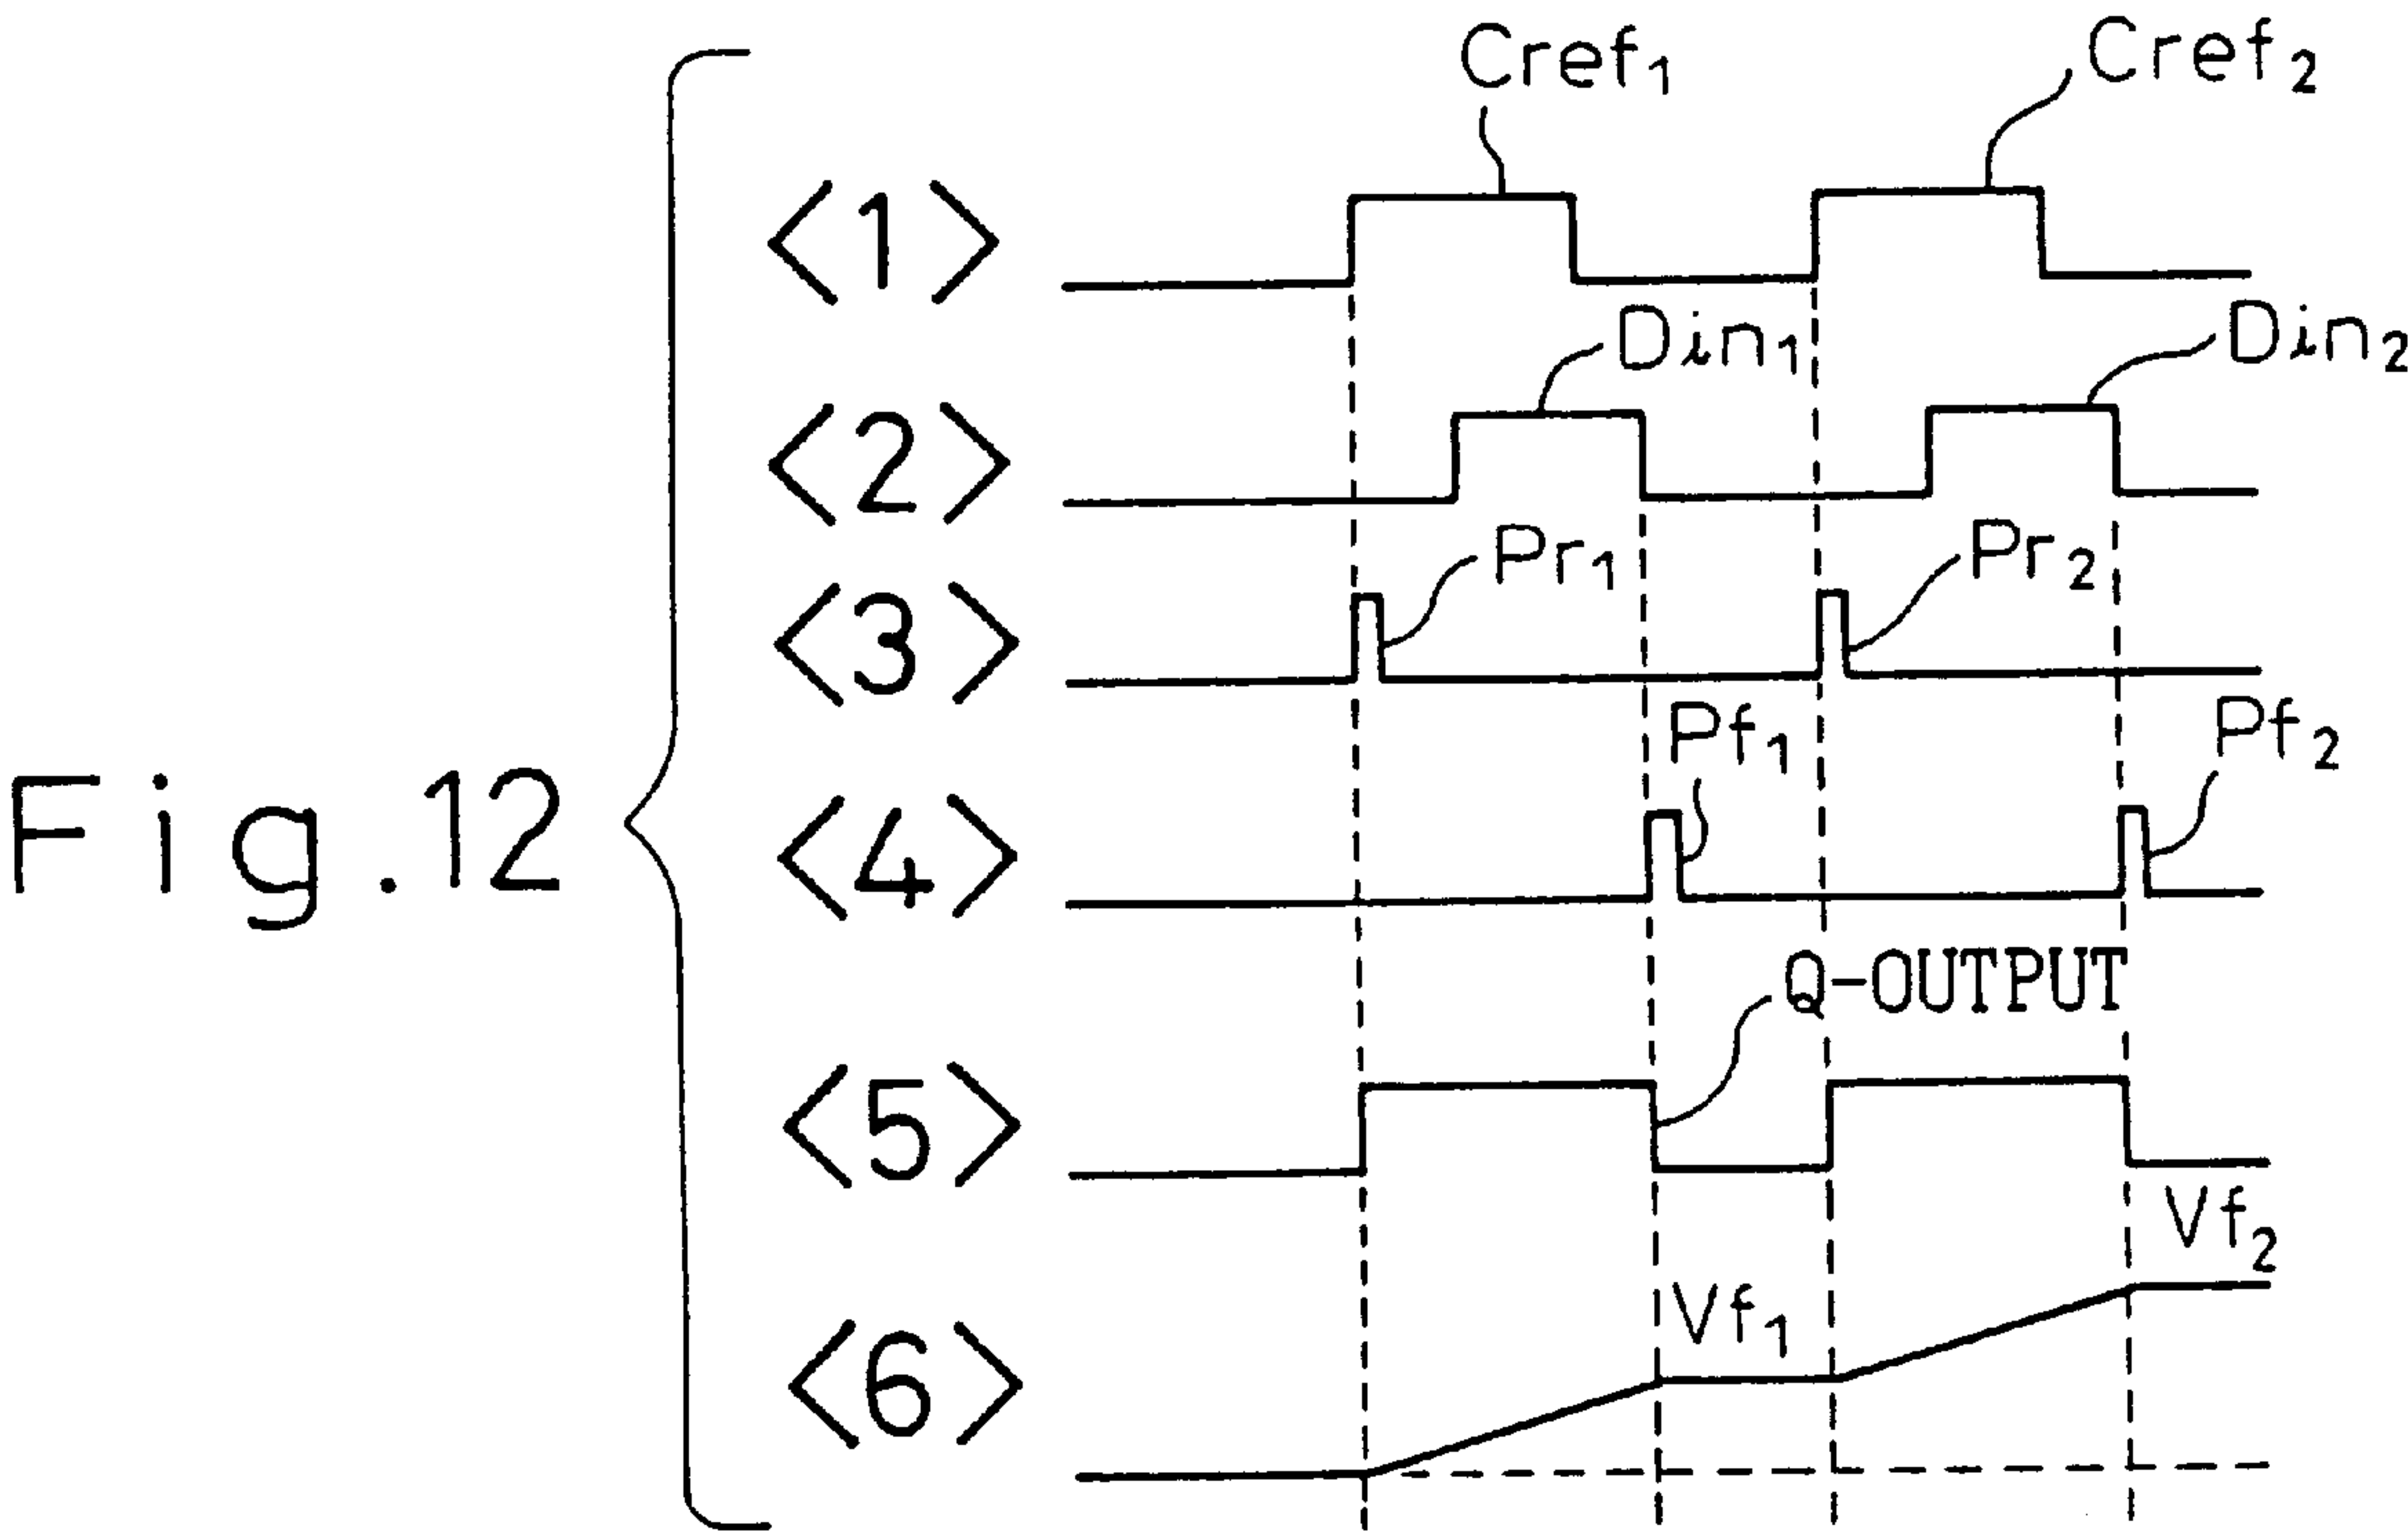 Cref1
Cref2
<1>
Din1
Din2
<2>
Pr1
Pr2
<3>
Pf1
Pf2
Fig.12
<4>
Q-OUTPUT
<5>
Vf2
Vf1
<6>